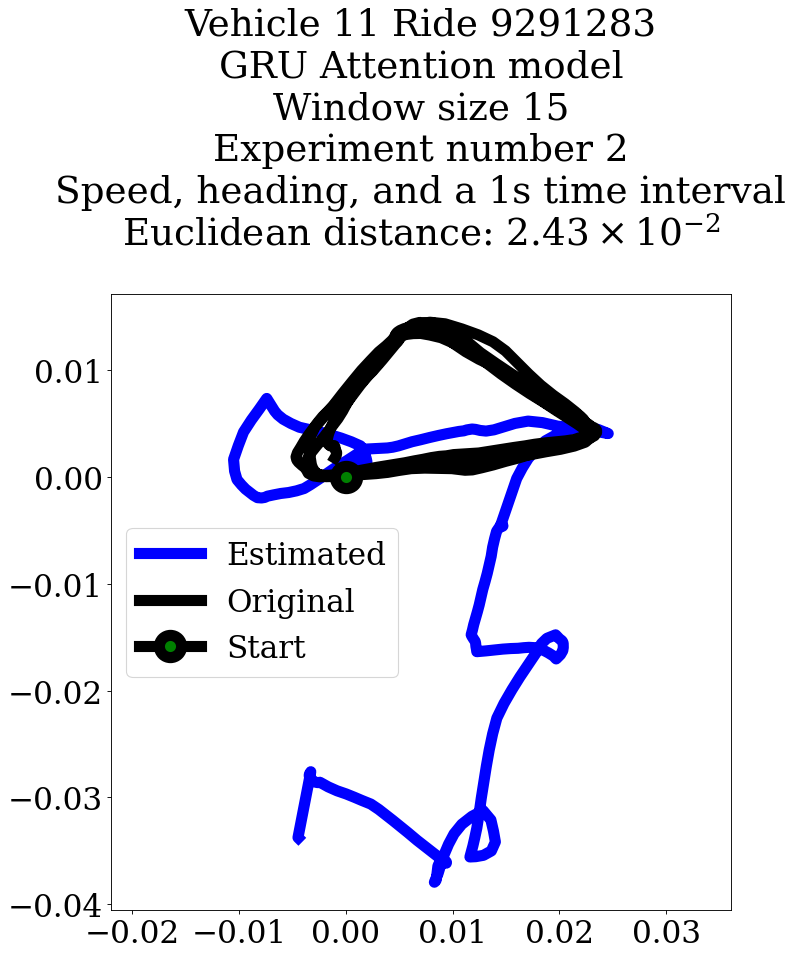 Vehicle 11 Ride 9291283
GRU Attention model
Window size 15
Experiment number 2
Speed, heading, and a 1s time interval
Euclidean distance: 2.43 × 10⁻²
0.01
0.00
−0.01
−0.02
−0.03
−0.04
Estimated
Original
Start
−0.02 −0.01 0.00 0.01 0.02 0.03